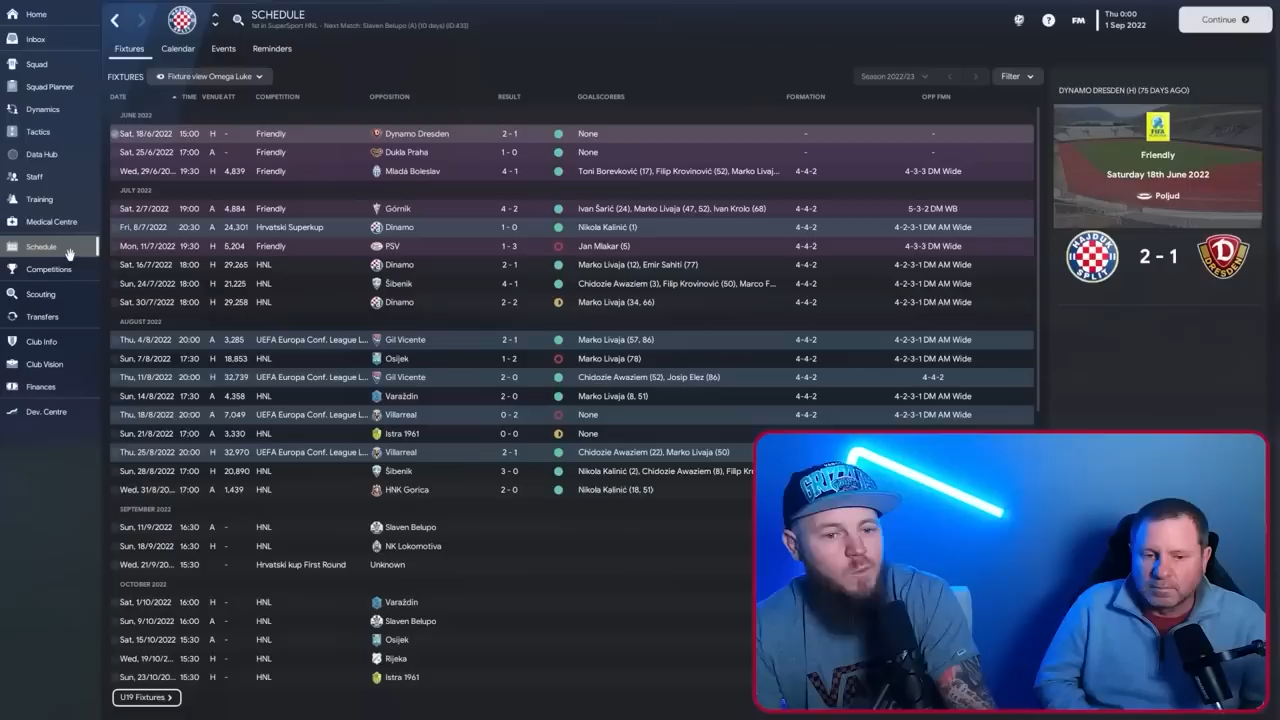 Home
Inbox
Squad
Squad Planner
Dynamics
Tactics
Data Hub
Staff
Training
Medical Centre
Schedule
Competitions
Scouting
Transfers
Club Info
Club Vision
Finances
Dev. Centre
SCHEDULE
1st in SuperSport HNL - Next Match: Slaven Belupo (A) (10 days) (ID:433)
FM
Thu 0:00
1 Sep 2022
Continue
Fixtures Calendar Events Reminders
FIXTURES Fixture view Omega Luke Season 2022/23 Filter
DATE TIME VENUE ATT COMPETITION OPPOSITION RESULT GOALSCORERS FORMATION OPP FMN
JUNE 2022
Sat, 18/6/2022 15:00 H - Friendly Dynamo Dresden 2 - 1 None - -
Sat, 25/6/2022 17:00 A - Friendly Dukla Praha 1 - 0 None - -
Wed, 29/6/20... 19:30 H 4,839 Friendly Mladá Boleslav 4 - 1 Toni Borevković (17), Filip Krovinović (52), Marko Livaj... 4-4-2 4-3-3 DM Wide
JULY 2022
Sat, 2/7/2022 19:00 A 4,884 Friendly Górnik 4 - 2 Ivan Šarić (24), Marko Livaja (47, 52), Ivan Krolo (68) 4-4-2 5-3-2 DM WB
Fri, 8/7/2022 20:30 A 24,301 Hrvatski Superkup Dinamo 1 - 0 Nikola Kalinić (1) 4-4-2 4-2-3-1 DM AM Wide
Mon, 11/7/2022 19:30 H 5,204 Friendly PSV 1 - 3 Jan Mlakar (5) 4-4-2 4-3-3 DM Wide
Sat, 16/7/2022 18:00 H 29,265 HNL Dinamo 2 - 1 Marko Livaja (12), Emir Sahiti (77) 4-4-2 4-2-3-1 DM AM Wide
Sun, 24/7/2022 18:00 H 21,225 HNL Šibenik 4 - 1 Chidozie Awaziem (3), Filip Krovinović (50), Marco F... 4-4-2 4-2-3-1 DM AM Wide
Sat, 30/7/2022 18:00 H 29,258 HNL Dinamo 2 - 2 Marko Livaja (34, 66) 4-4-2 4-2-3-1 DM AM Wide
AUGUST 2022
Thu, 4/8/2022 20:00 A 3,285 UEFA Europa Conf. League L... Gil Vicente 2 - 1 Marko Livaja (57, 86) 4-4-2 4-2-3-1 DM AM Wide
Sun, 7/8/2022 17:30 H 18,853 HNL Osijek 1 - 2 Marko Livaja (78) 4-4-2 4-2-3-1 DM AM Wide
Thu, 11/8/2022 20:00 H 32,739 UEFA Europa Conf. League L... Gil Vicente 2 - 0 Chidozie Awaziem (52), Josip Elez (86) 4-4-2 4-4-2
Sun, 14/8/2022 17:30 A 4,358 HNL Varaždin 2 - 0 Marko Livaja (8, 51) 4-4-2 4-2-3-1 DM AM Wide
Thu, 18/8/2022 20:00 A 7,049 UEFA Europa Conf. League L... Villarreal 0 - 2 None 4-4-2 4-2-3-1 DM AM Wide
Sun, 21/8/2022 17:00 A 3,330 HNL Istra 1961 0 - 0 None
Thu, 25/8/2022 20:00 H 32,970 UEFA Europa Conf. League L... Villarreal 2 - 1 Chidozie Awaziem (22), Marko Livaja (50)
Sun, 28/8/2022 17:00 H 20,890 HNL Šibenik 3 - 0 Nikola Kalinić (2), Chidozie Awaziem (8), Filip Kr
Wed, 31/8/20... 17:00 A 1,439 HNL HNK Gorica 2 - 0 Nikola Kalinić (18, 51)
SEPTEMBER 2022
Sun, 11/9/2022 16:30 A - HNL Slaven Belupo
Sun, 18/9/2022 16:30 H - HNL NK Lokomotiva
Wed, 21/9/20... 15:30 - Hrvatski kup First Round Unknown
OCTOBER 2022
Sat, 1/10/2022 16:00 H - HNL Varaždin
Sun, 9/10/2022 16:00 A - HNL Slaven Belupo
Sat, 15/10/2022 15:30 A - HNL Osijek
Wed, 19/10/2... 15:30 H - HNL Rijeka
Sun, 23/10/2... 15:30 H - HNL Istra 1961
U19 Fixtures
DYNAMO DRESDEN (H) (75 DAYS AGO)
FIFA
Friendly
Saturday 18th June 2022
Poljud
HAJDUK
SPLIT
2 - 1
DRESDEN
GRIZZLIES